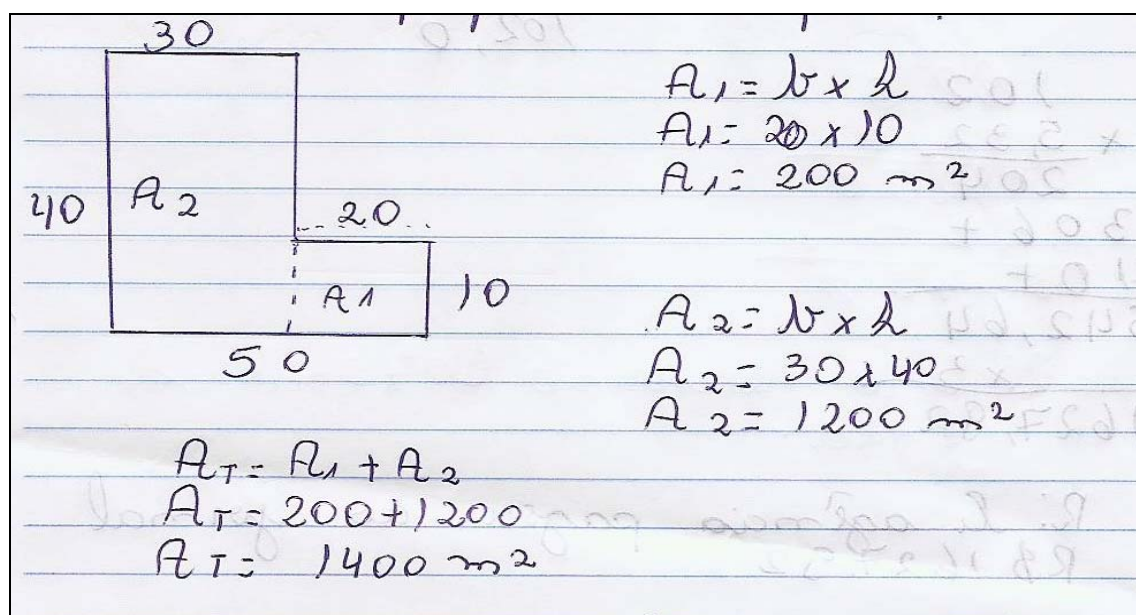 30
40
A2
20
A1
10
50
A1 = b x h
A1 = 20 x 10
A1 = 200 m²
A2 = b x h
A2 = 30 x 40
A2 = 1200 m²
AT = A1 + A2
AT = 200 + 1200
AT = 1400 m²